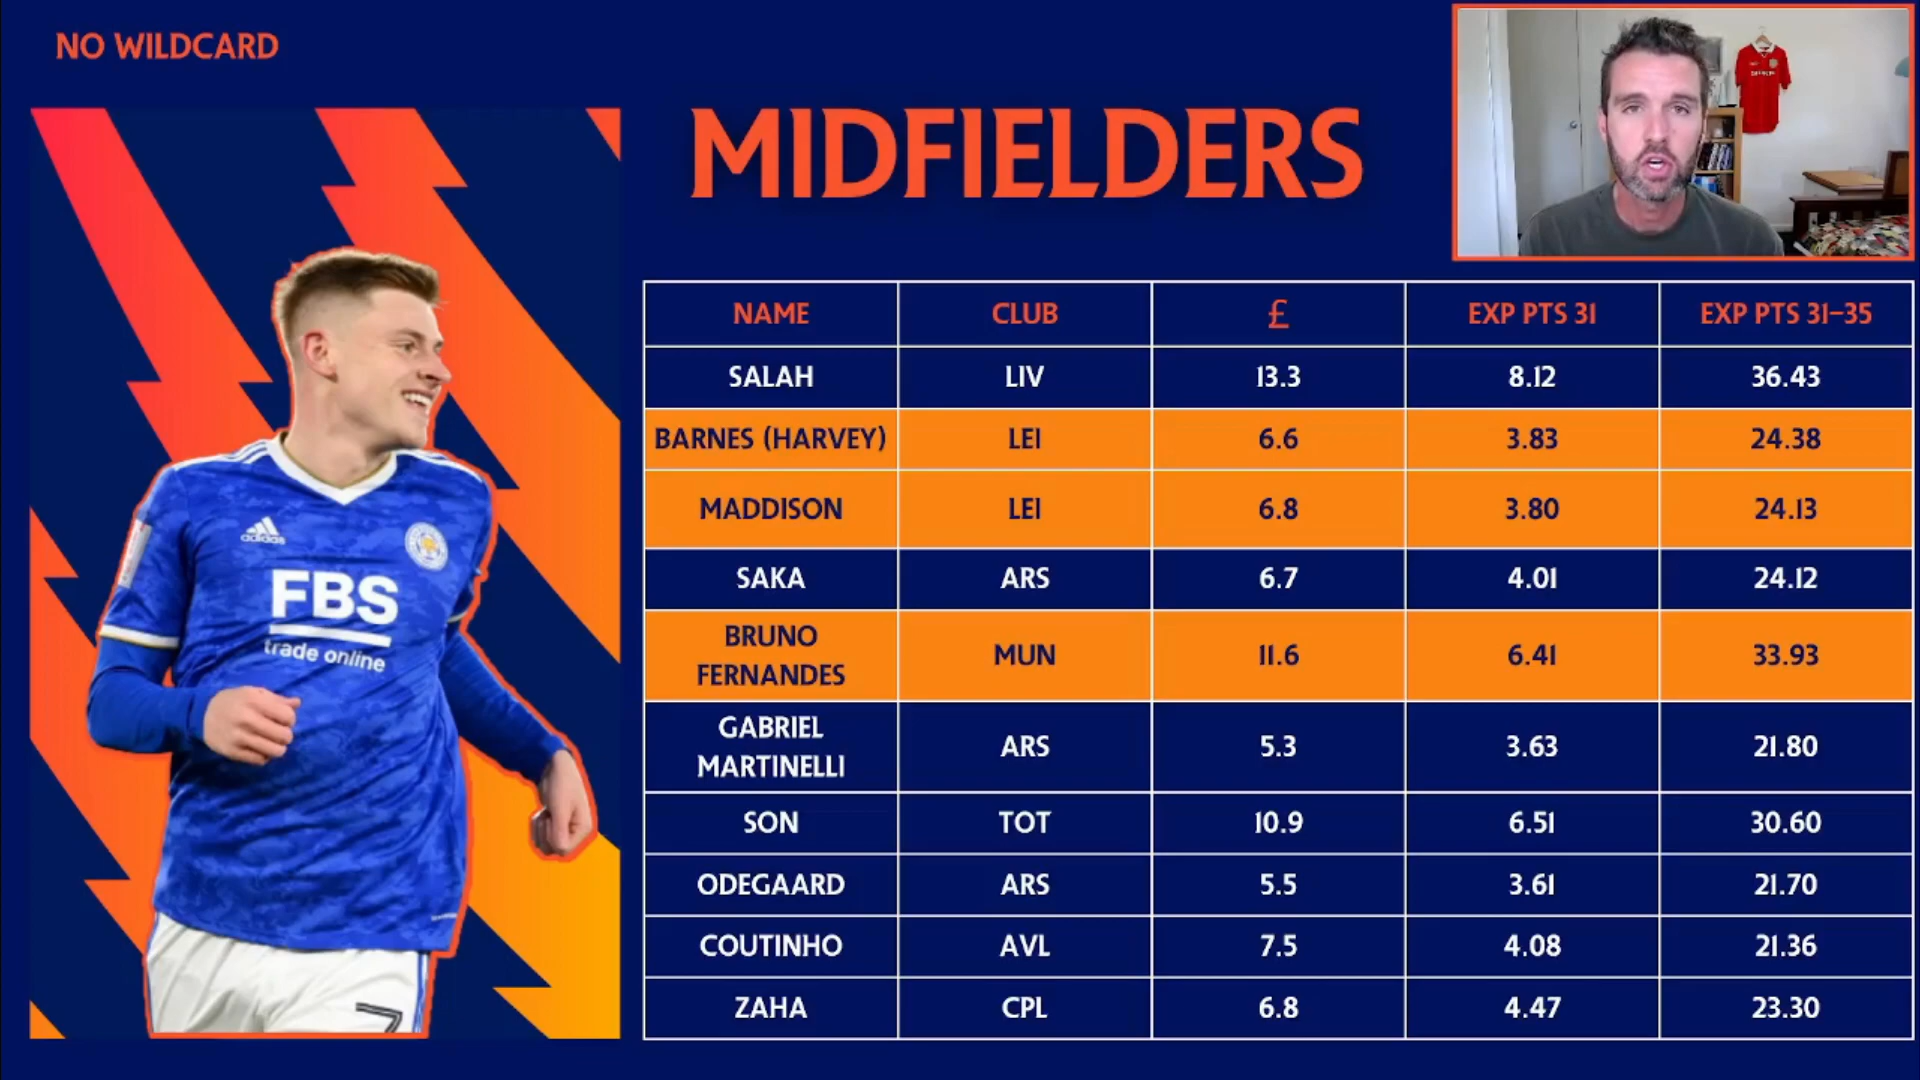 NO WILDCARD
MIDFIELDERS
NAME CLUB £ EXP PTS 31 EXP PTS 31-35
SALAH LIV 13.3 8.12 36.43
BARNES (HARVEY) LEI 6.6 3.83 24.38
MADDISON LEI 6.8 3.80 24.13
SAKA ARS 6.7 4.01 24.12
BRUNO
FERNANDES MUN 11.6 6.41 33.93
GABRIEL
MARTINELLI ARS 5.3 3.63 21.80
SON TOT 10.9 6.51 30.60
ODEGAARD ARS 5.5 3.61 21.70
COUTINHO AVL 7.5 4.08 21.36
ZAHA CPL 6.8 4.47 23.30
adidas
FBS
trade online
7